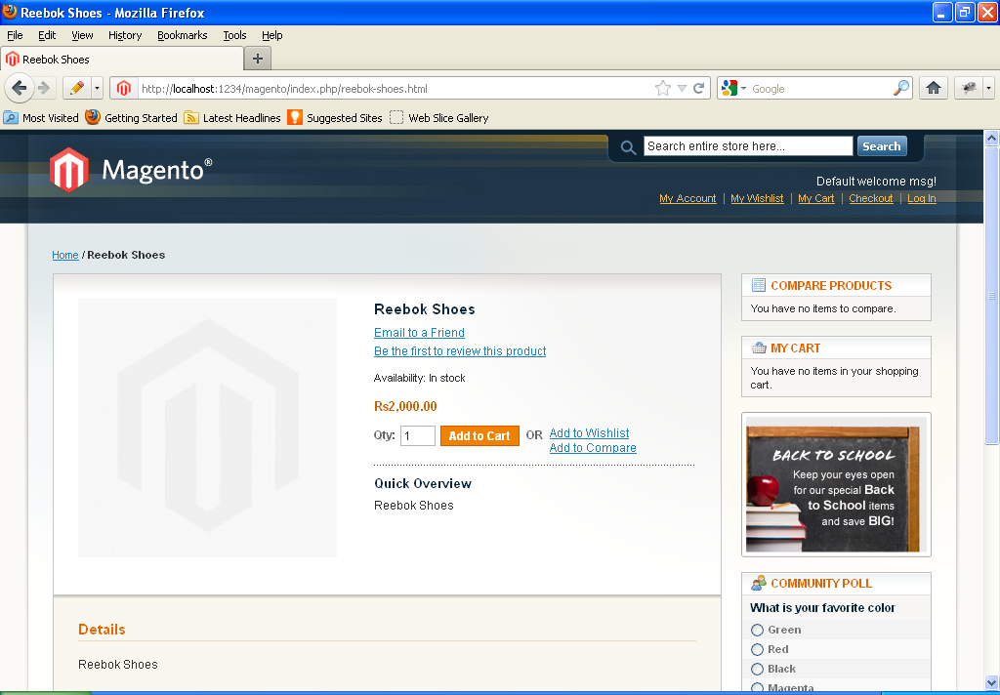 Reebok Shoes - Mozilla Firefox
File Edit View History Bookmarks Tools Help
Reebok Shoes
http://localhost:1234/magento/index.php/reebok-shoes.html
Google
Most Visited Getting Started Latest Headlines Suggested Sites Web Slice Gallery
Magento®
Search entire store here...
Search
Default welcome msg!
My Account | My Wishlist | My Cart | Checkout | Log In
Home / Reebok Shoes
Reebok Shoes
Email to a Friend
Be the first to review this product
Availability: In stock
Rs2,000.00
Qty: 1 Add to Cart OR Add to Wishlist
Add to Compare
Quick Overview
Reebok Shoes
Details
Reebok Shoes
COMPARE PRODUCTS
You have no items to compare.
MY CART
You have no items in your shopping
cart.
BACK TO SCHOOL
Keep your eyes open
for our special Back
to School items
and save BIG!
COMMUNITY POLL
What is your favorite color
Green
Red
Black
Magenta